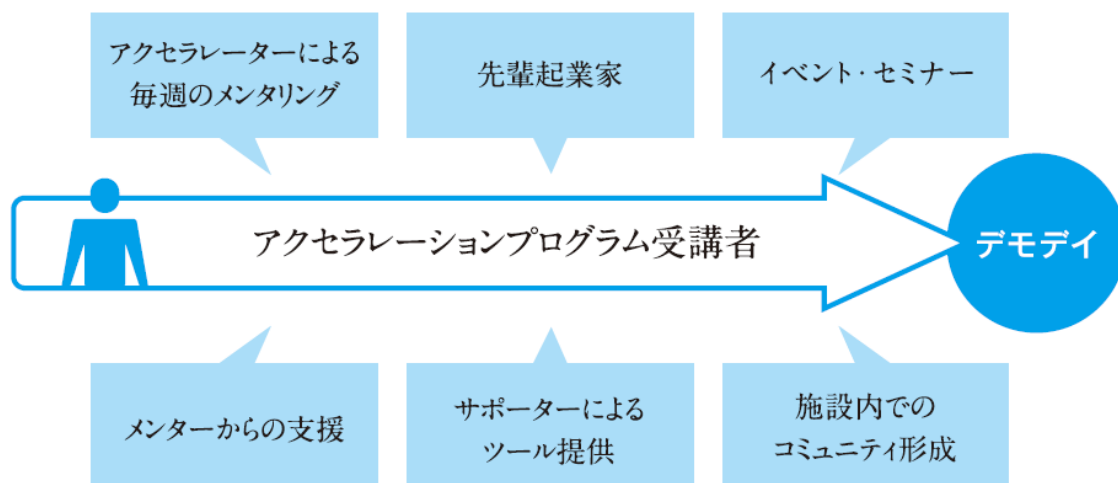 アクセラレーターによる
毎週のメンタリング
先輩起業家
イベント・セミナー
アクセラレーションプログラム受講者
デモデイ
メンターからの支援
サポーターによる
ツール提供
施設内での
コミュニティ形成